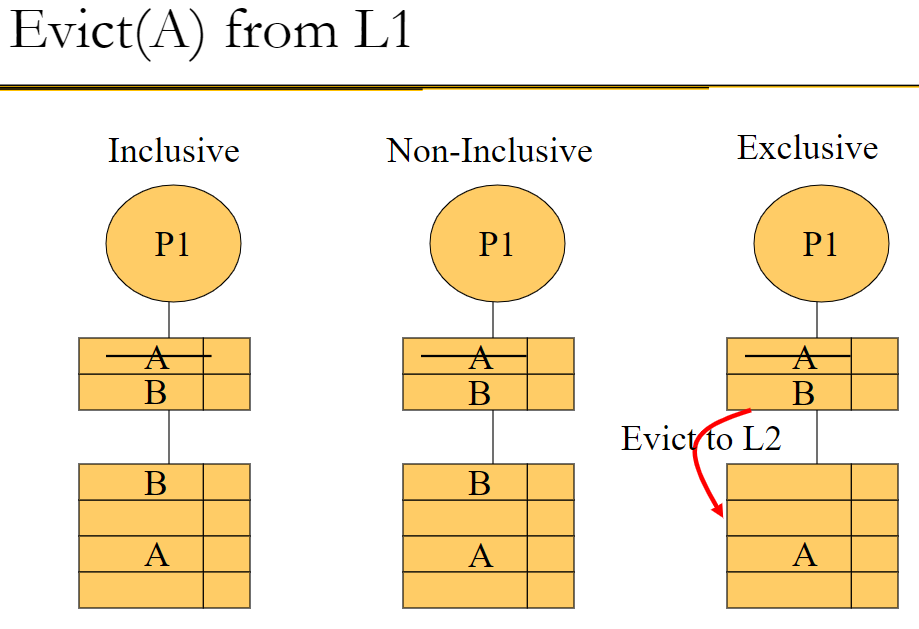 Evict(A) from L1
Inclusive
Non-Inclusive
Exclusive
P1
P1
P1
A
A
A
B
B
B
Evict to L2
B
B
A
A
A